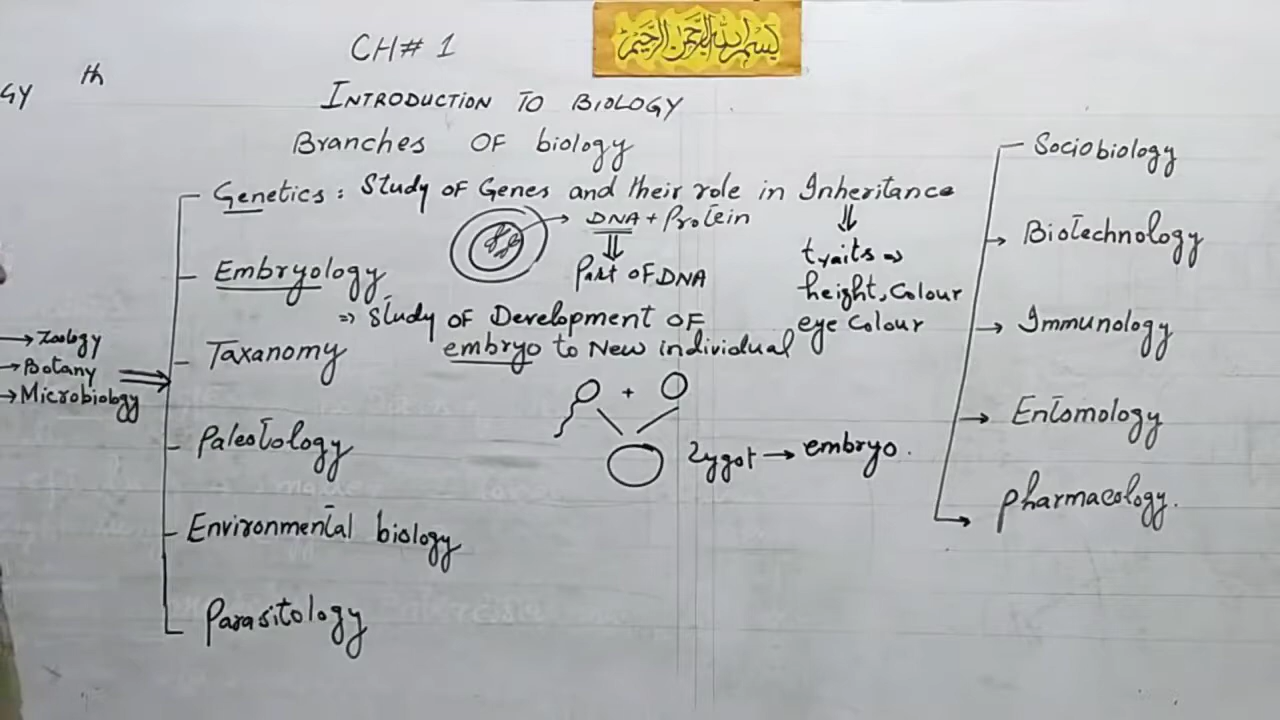 بسم الله الرحمن الرحيم
CH# 1
GY th
INTRODUCTION TO BIOLOGY
Branches OF biology
Genetics : Study of Genes and their role in Inheritance
DNA + Protein
Part OF DNA
traits ⇒
height, Colour
eye Colour
Embryology
⇒ Study of Development OF
embryo to New individual
→ Zoology
→ Botany
→ Microbiology
Taxanomy
+
Zygot → embryo.
Paleotology
Environmental biology
Parasitology
Sociobiology
Biotechnology
Immunology
Entomology
pharmacology.